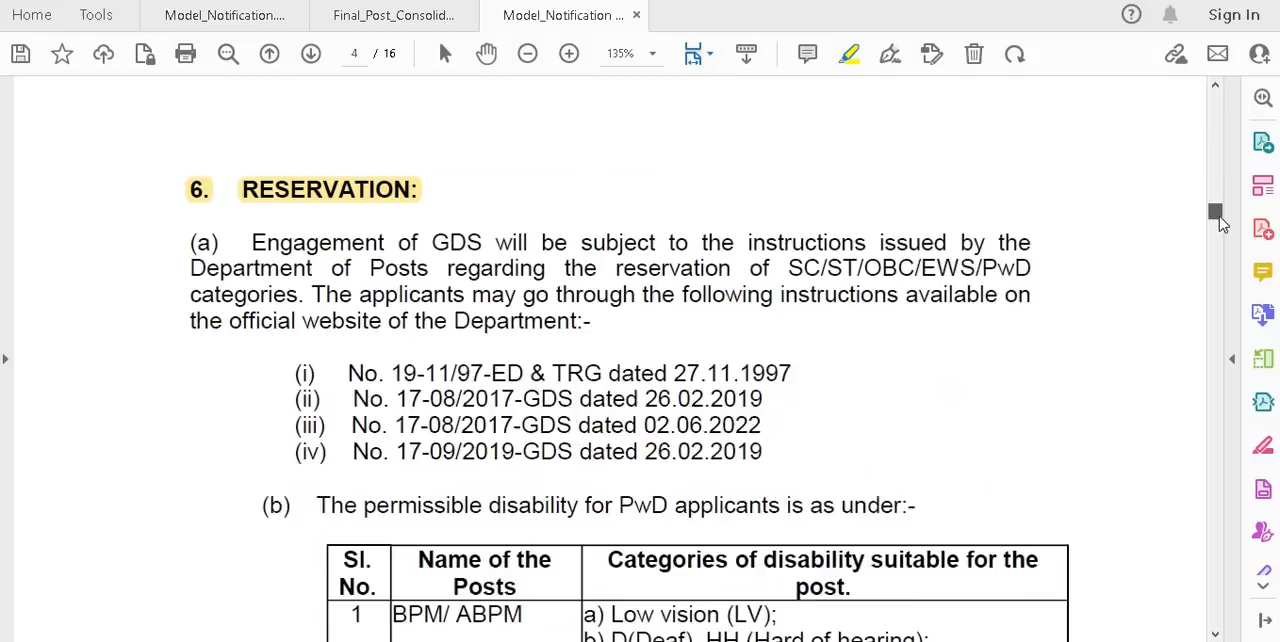 Home Tools Model_Notification.... Final_Post_Consolid... Model_Notification ... × Sign In
4 / 16 135%
6. RESERVATION:
(a) Engagement of GDS will be subject to the instructions issued by the
Department of Posts regarding the reservation of SC/ST/OBC/EWS/PwD
categories. The applicants may go through the following instructions available on
the official website of the Department:-
(i) No. 19-11/97-ED & TRG dated 27.11.1997
(ii) No. 17-08/2017-GDS dated 26.02.2019
(iii) No. 17-08/2017-GDS dated 02.06.2022
(iv) No. 17-09/2019-GDS dated 26.02.2019
(b) The permissible disability for PwD applicants is as under:-
Sl. Name of the Categories of disability suitable for the
No. Posts post.
1 BPM/ ABPM a) Low vision (LV);
b) D(Deaf), HH (Hard of hearing);